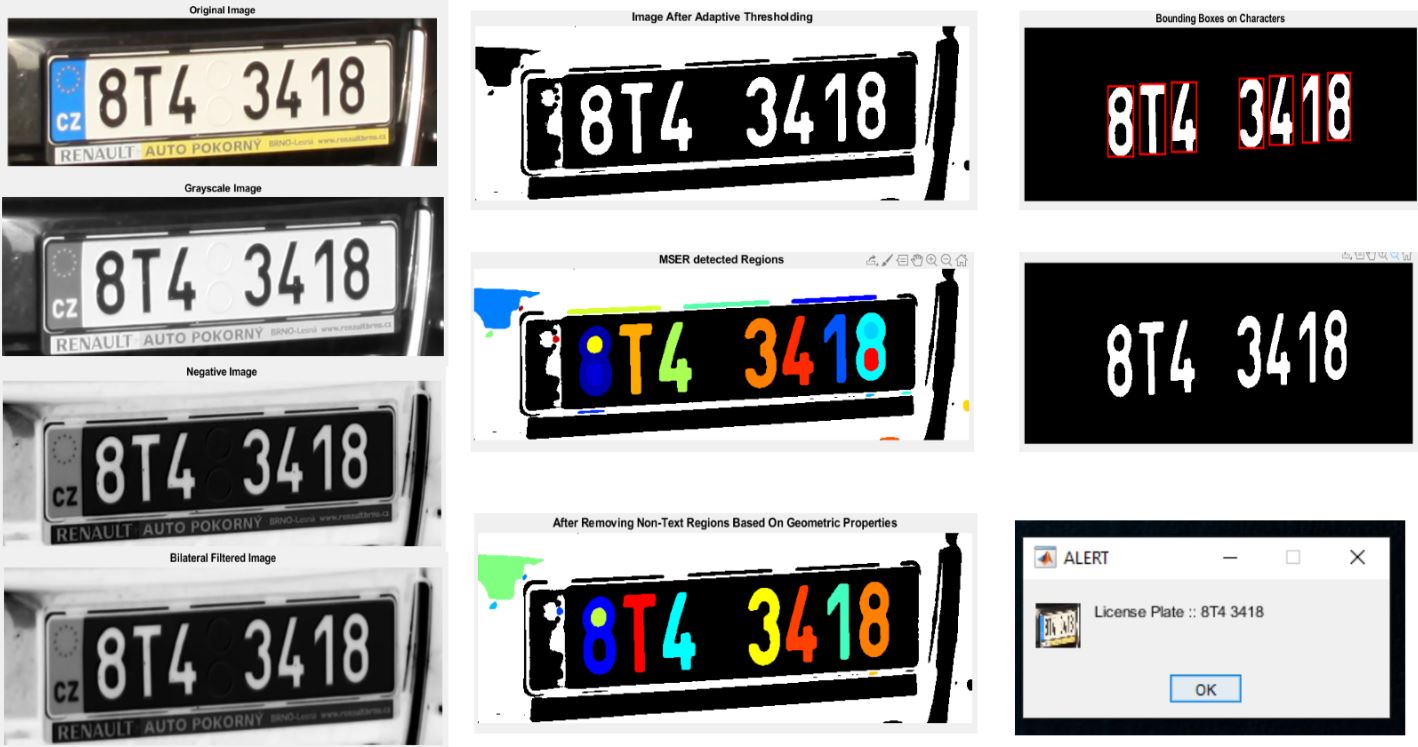 Original Image
8T4 3418
CZ
RENAULT AUTO POKORNÝ BRNO-Lesná www.renaultbrno.cz
Grayscale Image
8T4 3418
CZ
RENAULT AUTO POKORNÝ BRNO-Lesná www.renaultbrno.cz
Negative Image
8T4 3418
CZ
RENAULT AUTO POKORNÝ BRNO-Lesná www.renaultbrno.cz
Bilateral Filtered Image
8T4 3418
CZ
RENAULT AUTO POKORNÝ BRNO-Lesná www.renaultbrno.cz
Image After Adaptive Thresholding
8T4 3418
MSER detected Regions
8T4 3418
After Removing Non-Text Regions Based On Geometric Properties
8T4 3418
Bounding Boxes on Characters
8T4 3418
8T4 3418
ALERT
License Plate :: 8T4 3418
OK